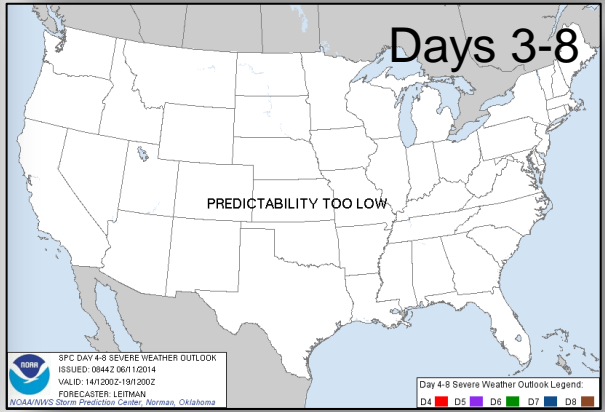 Days 3-8
PREDICTABILITY TOO LOW
NOAA
SPC DAY 4-8 SEVERE WEATHER OUTLOOK
ISSUED: 0844Z 06/11/2014
VALID: 14/1200Z-19/1200Z
FORECASTER: LEITMAN
NOAA/NWS Storm Prediction Center, Norman, Oklahoma
Day 4-8 Severe Weather Outlook Legend:
D4 D5 D6 D7 D8